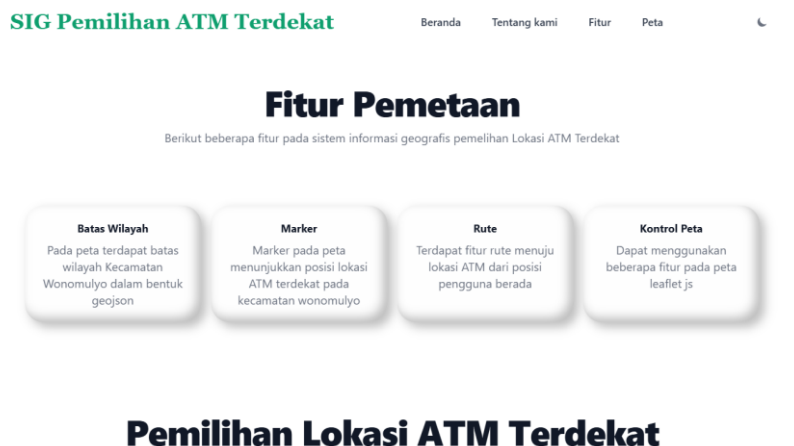 SIG Pemilihan ATM Terdekat
Beranda Tentang kami Fitur Peta
Fitur Pemetaan
Berikut beberapa fitur pada sistem informasi geografis pemelihan Lokasi ATM Terdekat
Batas Wilayah
Pada peta terdapat batas
wilayah Kecamatan
Wonomulyo dalam bentuk
geojson
Marker
Marker pada peta
menunjukkan posisi lokasi
ATM terdekat pada
kecamatan wonomulyo
Rute
Terdapat fitur rute menuju
lokasi ATM dari posisi
pengguna berada
Kontrol Peta
Dapat menggunakan
beberapa fitur pada peta
leaflet js
Pemilihan Lokasi ATM Terdekat